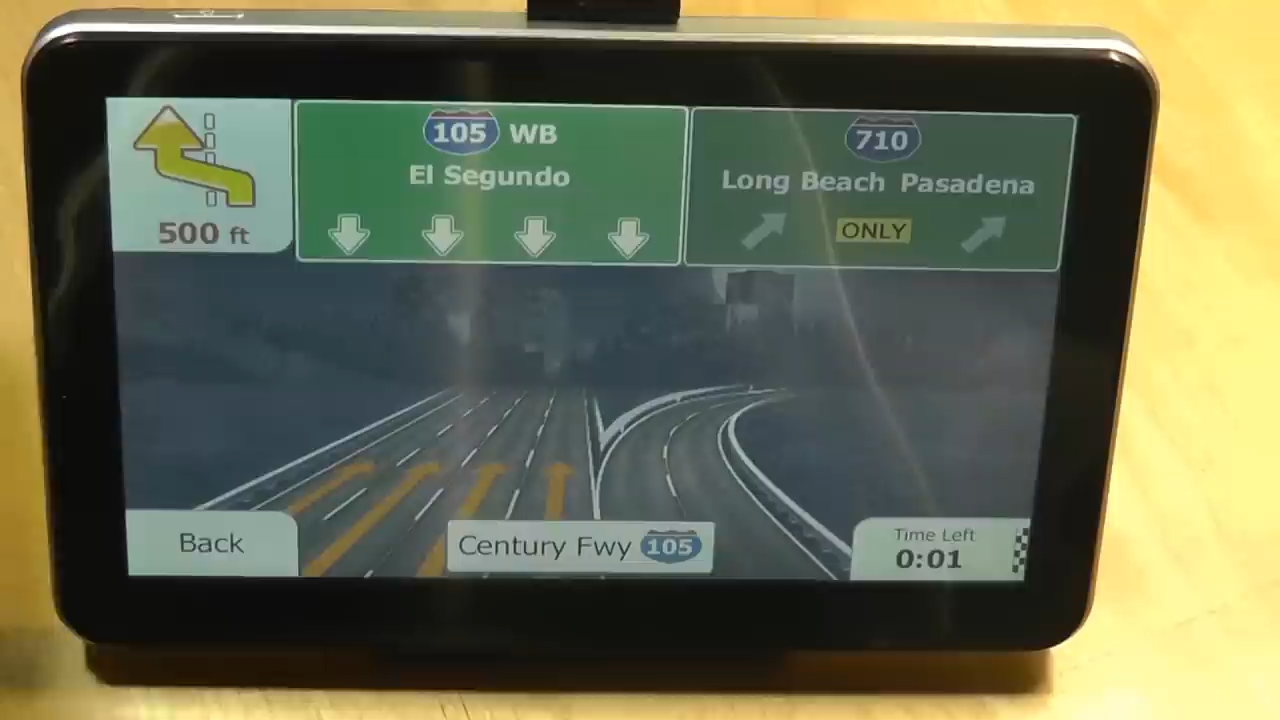 500 ft
105 WB
El Segundo
710
Long Beach Pasadena
ONLY
Back
Century Fwy 105
Time Left
0:01